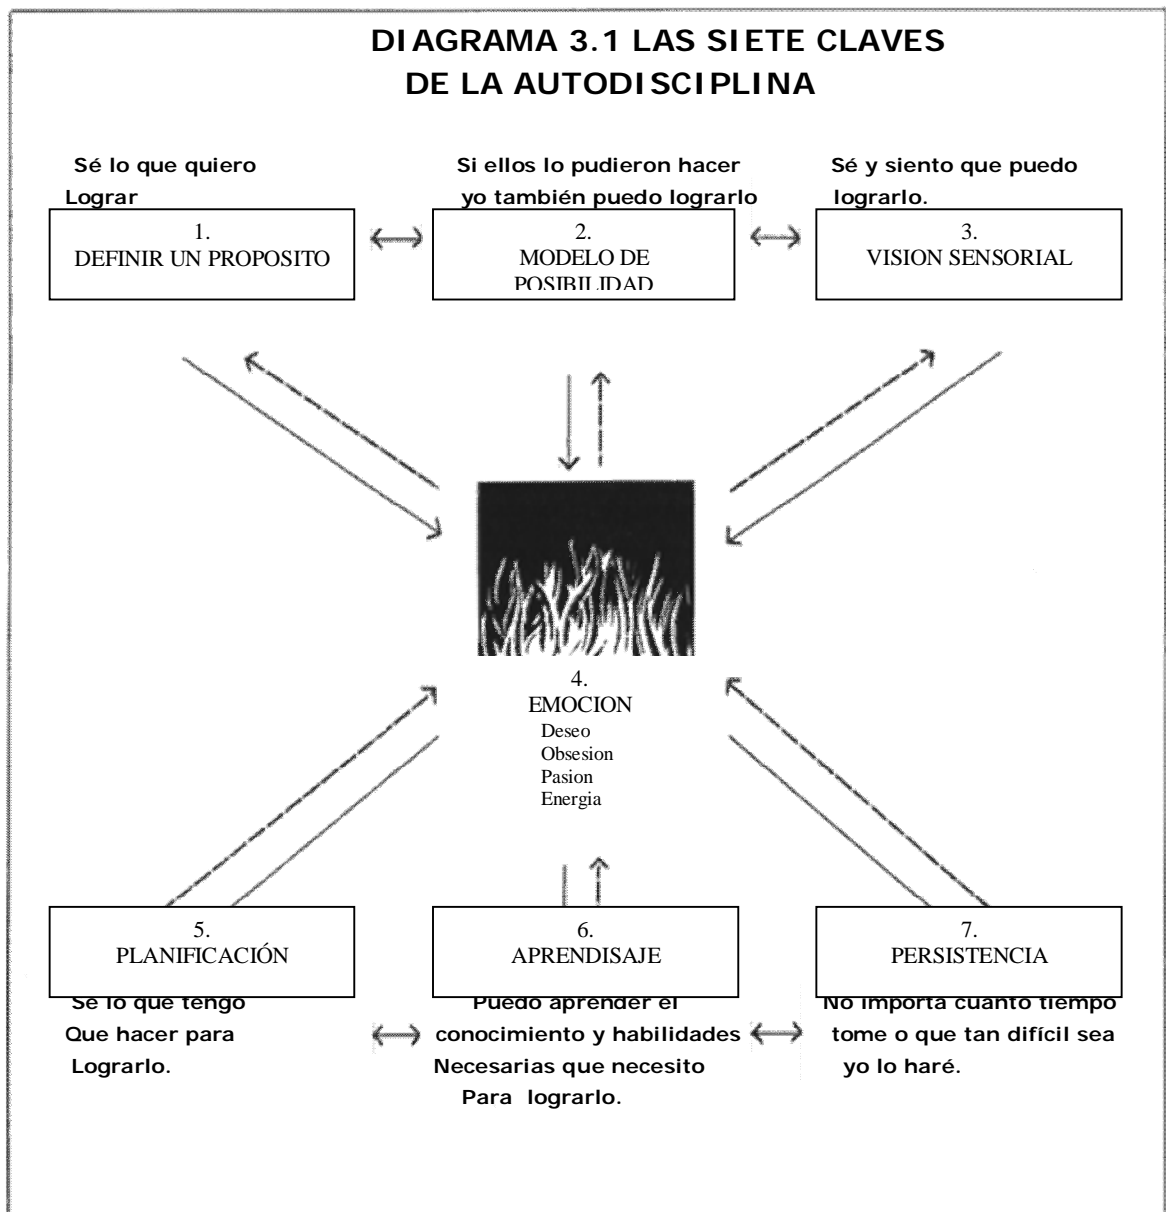 DIAGRAMA 3.1 LAS SIETE CLAVES
DE LA AUTODISCIPLINA
Sé lo que quiero
Lograr
1.
DEFINIR UN PROPOSITO
Si ellos lo pudieron hacer
yo también puedo lograrlo
2.
MODELO DE
POSIBILIDAD
Sé y siento que puedo
lograrlo.
3.
VISION SENSORIAL
4.
EMOCION
Deseo
Obsesion
Pasion
Energia
5.
PLANIFICACIÓN
Sé lo que tengo
Que hacer para
Lograrlo.
6.
APRENDISAJE
Puedo aprender el
conocimiento y habilidades
Necesarias que necesito
Para lograrlo.
7.
PERSISTENCIA
No importa cuanto tiempo
tome o que tan difícil sea
yo lo haré.